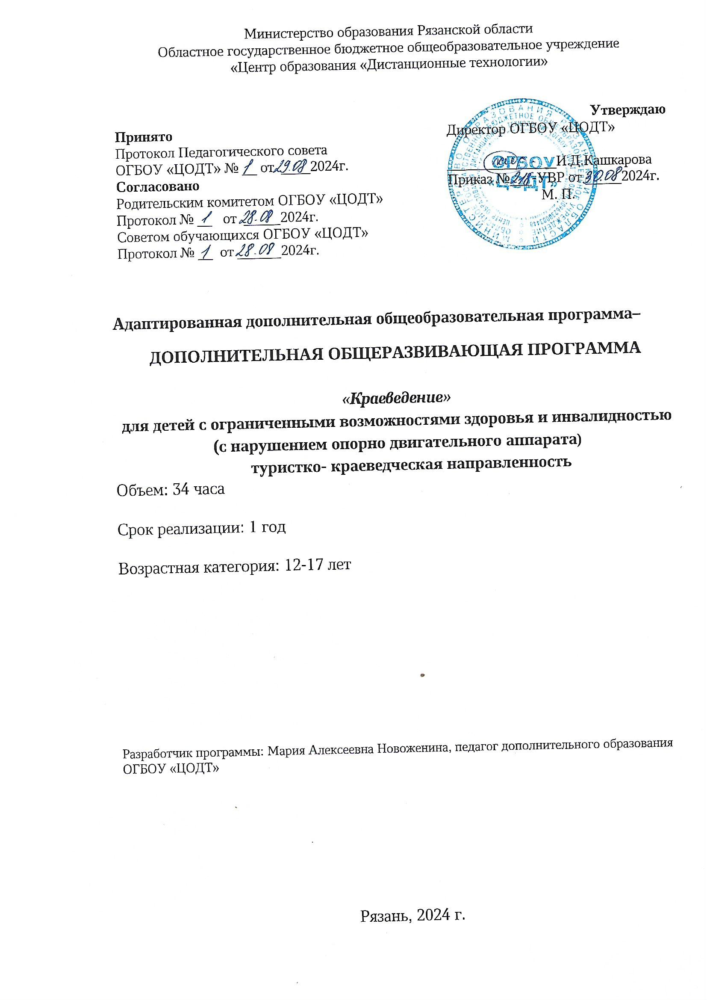 Министерство образования Рязанской области
Областное государственное бюджетное общеобразовательное учреждение
«Центр образования «Дистанционные технологии»
Принято
Протокол Педагогического совета
ОГБОУ «ЦОДТ» № 1 от 29.08 2024г.
Согласовано
Родительским комитетом ОГБОУ «ЦОДТ»
Протокол № 1 от 28.08 2024г.
Советом обучающихся ОГБОУ «ЦОДТ»
Протокол № 1 от 28.08 2024г.
Утверждаю
Директор ОГБОУ «ЦОДТ»
И.Д.Кашкарова
Приказ № 218-УВР от 30.08 2024г.
М. П.
ОГБОУ
«ЦОДТ»
Адаптированная дополнительная общеобразовательная программа–
ДОПОЛНИТЕЛЬНАЯ ОБЩЕРАЗВИВАЮЩАЯ ПРОГРАММА
«Краеведение»
для детей с ограниченными возможностями здоровья и инвалидностью
(с нарушением опорно двигательного аппарата)
туристко- краеведческая направленность
Объем: 34 часа
Срок реализации: 1 год
Возрастная категория: 12-17 лет
Разработчик программы: Мария Алексеевна Новоженина, педагог дополнительного образования
ОГБОУ «ЦОДТ»
Рязань, 2024 г.